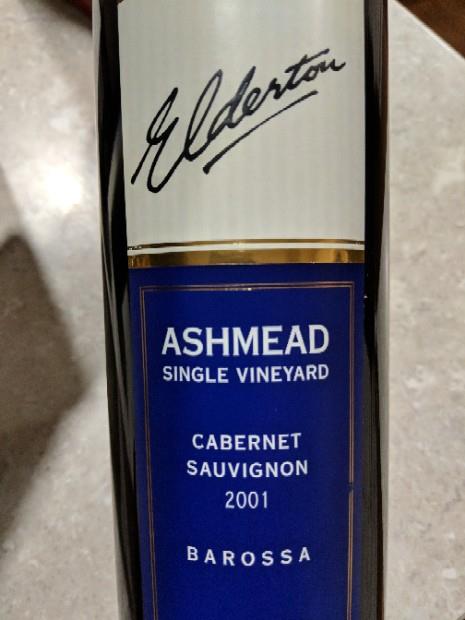 Elderton
ASHMEAD
SINGLE VINEYARD
CABERNET
SAUVIGNON
2001
BAROSSA